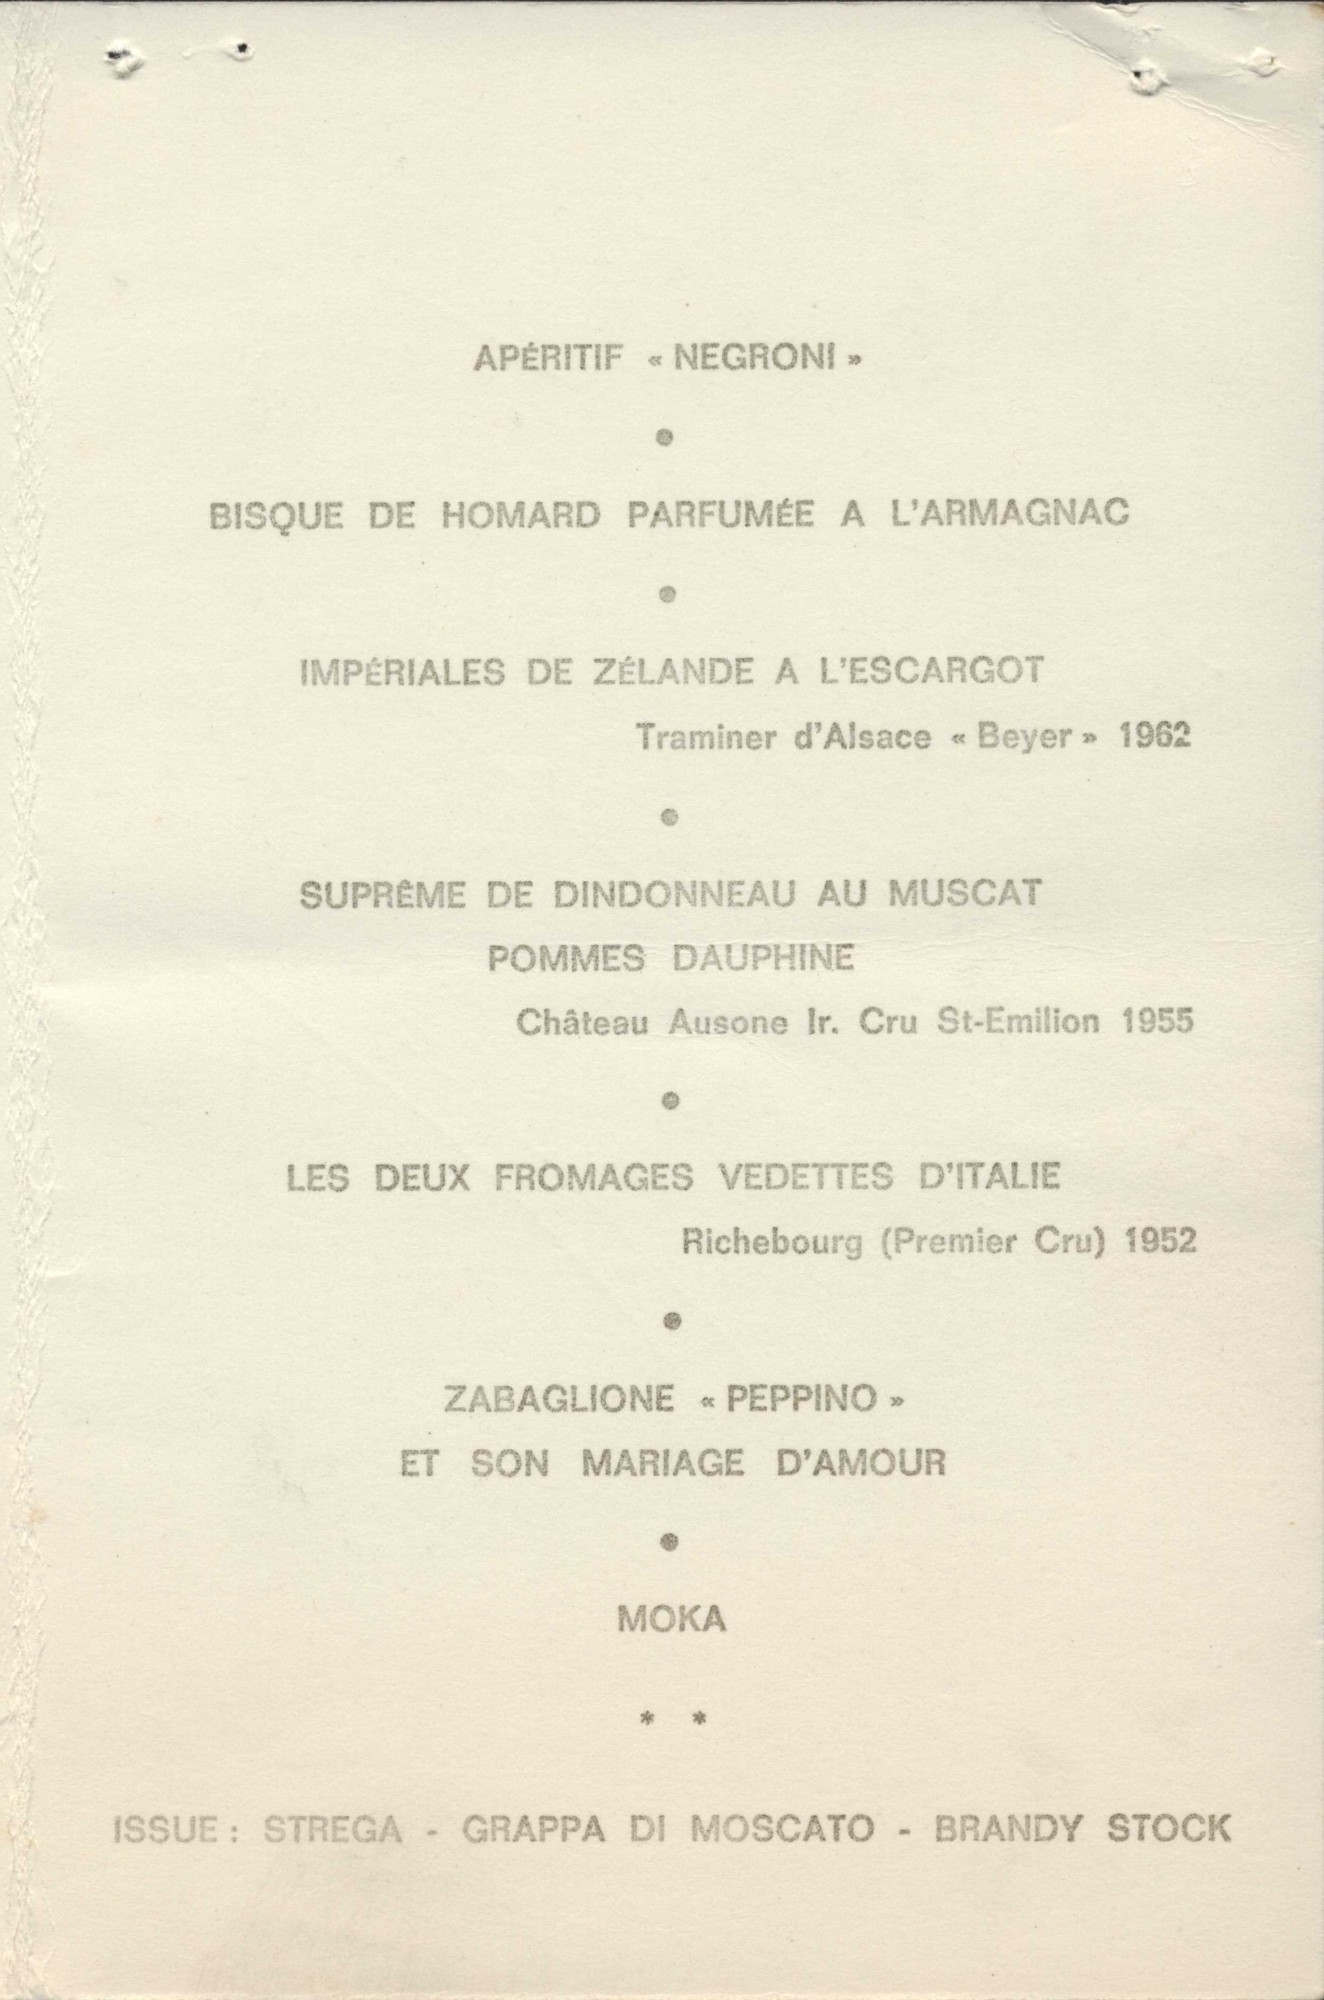 APÉRITIF « NEGRONI »
•
BISQUE DE HOMARD PARFUMÉE A L'ARMAGNAC
•
IMPÉRIALES DE ZÉLANDE A L'ESCARGOT
Traminer d'Alsace « Beyer » 1962
•
SUPRÊME DE DINDONNEAU AU MUSCAT
POMMES DAUPHINE
Château Ausone Ir. Cru St-Emilion 1955
•
LES DEUX FROMAGES VEDETTES D'ITALIE
Richebourg (Premier Cru) 1952
•
ZABAGLIONE « PEPPINO »
ET SON MARIAGE D'AMOUR
•
MOKA
* *
ISSUE : STREGA - GRAPPA DI MOSCATO - BRANDY STOCK